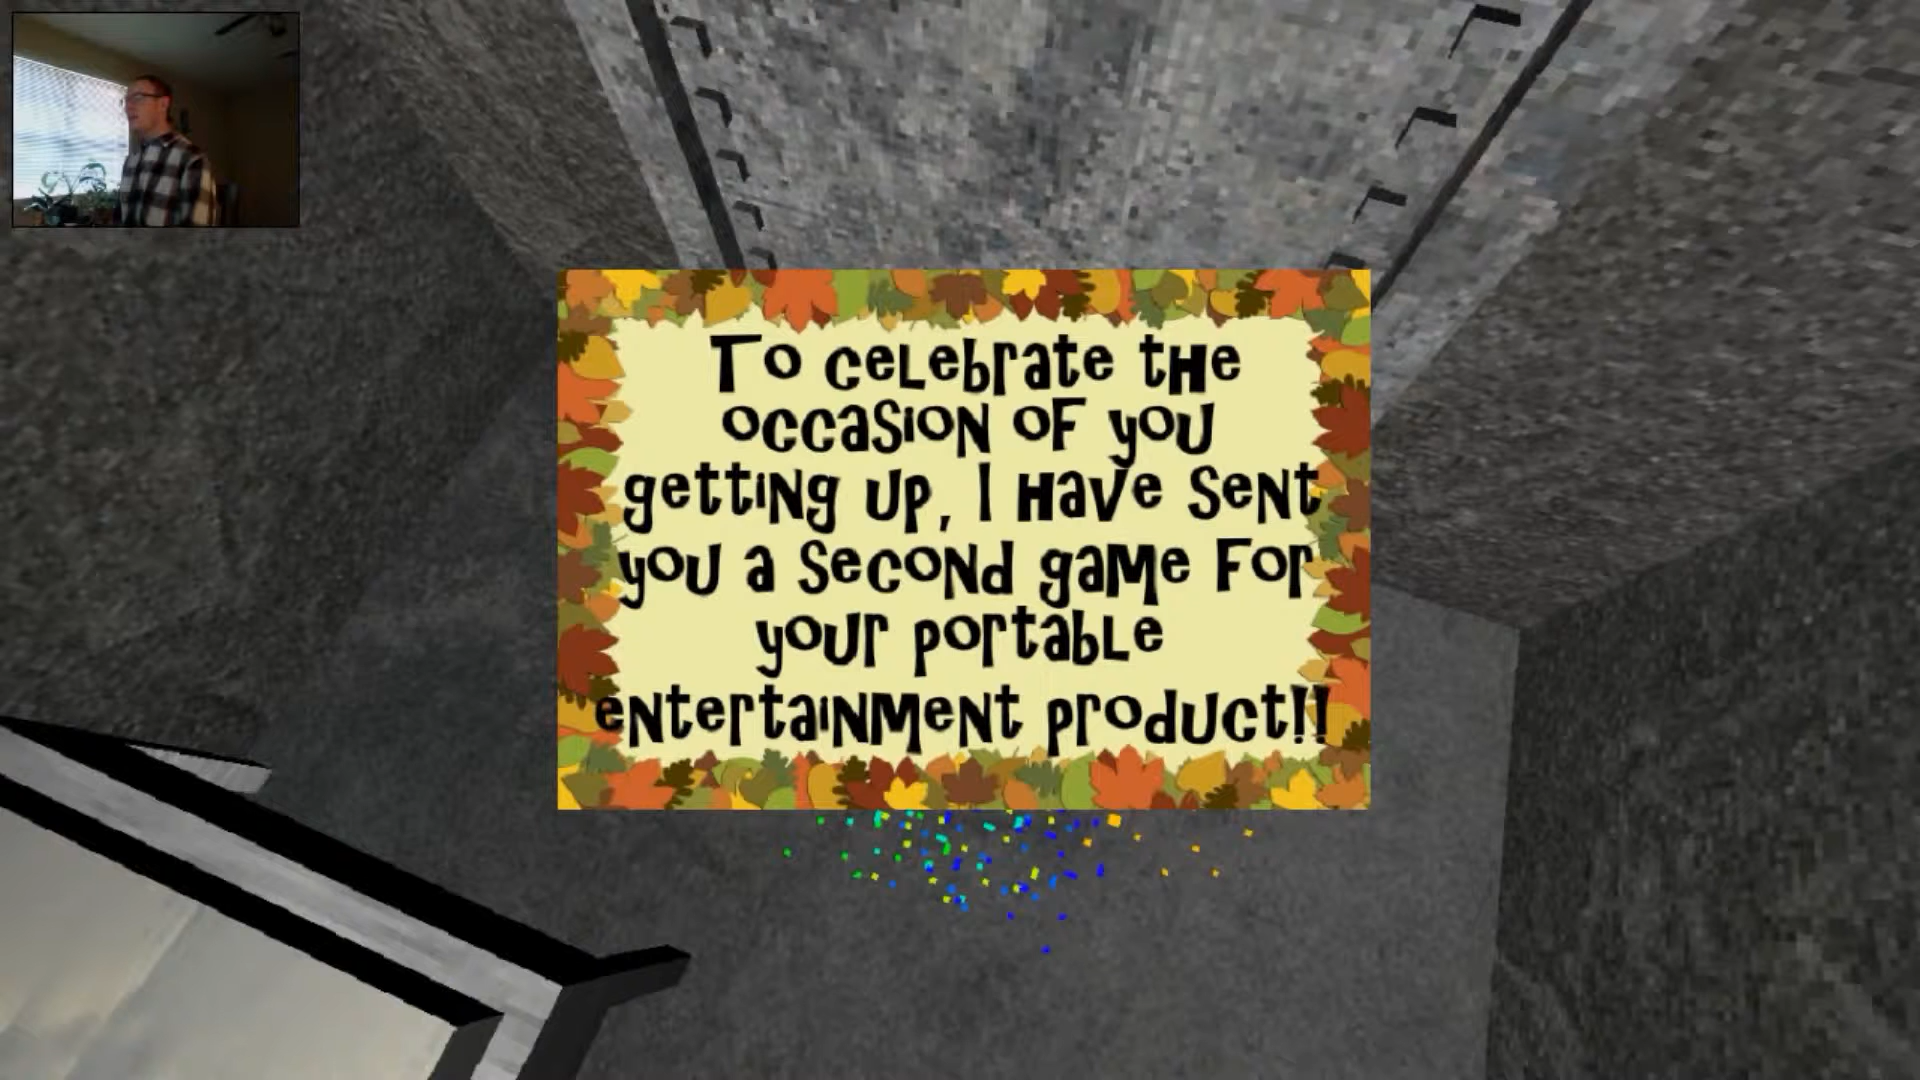 To celebrate the
occasion of you
getting up, I have sent
you a second game for
your portable
entertainment product!!